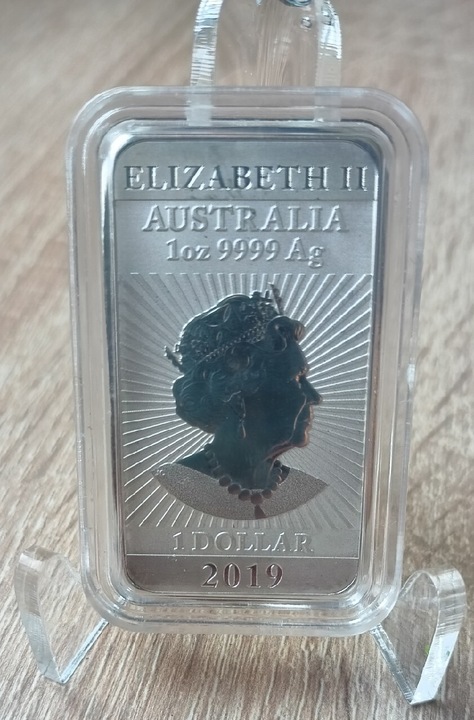 ELIZABETH II
AUSTRALIA
1oz 9999 Ag
1 DOLLAR
2019